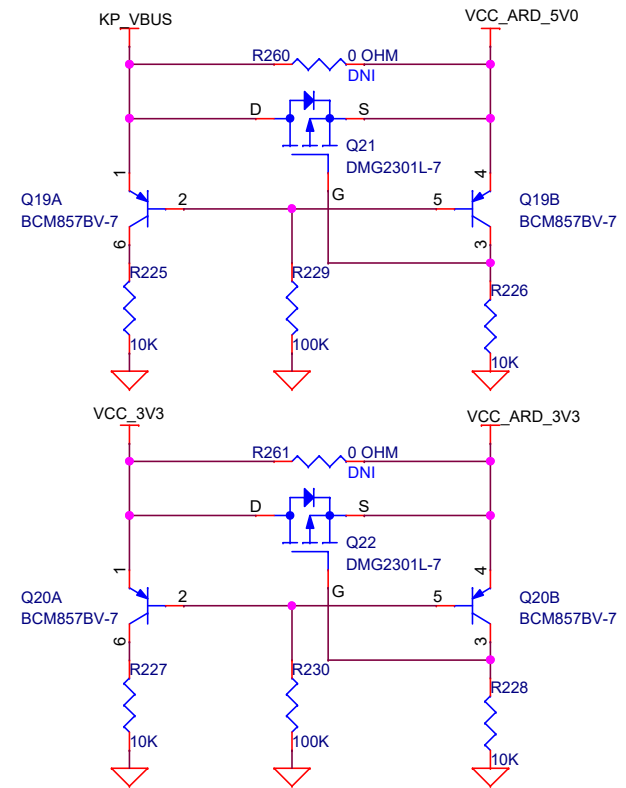 KP_VBUS VCC_ARD_5V0
R260 0 OHM
DNI
D S
Q21
DMG2301L-7
1 4
G
Q19A 2 5 Q19B
BCM857BV-7 BCM857BV-7
6 3
R225 R229
R226
10K 100K
10K
VCC_3V3 VCC_ARD_3V3
R261 0 OHM
DNI
D S
Q22
DMG2301L-7
1 4
G
Q20A 2 5 Q20B
BCM857BV-7 BCM857BV-7
6 3
R227 R230
R228
10K 100K
10K